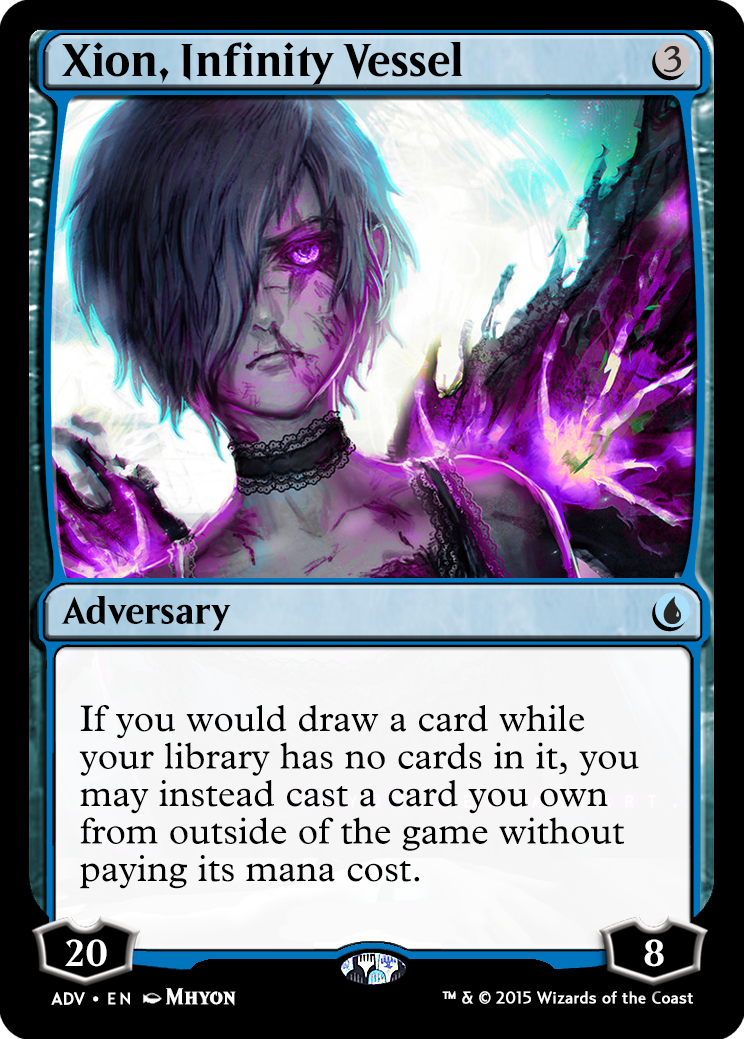 Xion, Infinity Vessel 3
Adversary
If you would draw a card while
your library has no cards in it, you
may instead cast a card you own
from outside of the game without
paying its mana cost.
20 8
ADV • EN MHYON ™ & © 2015 Wizards of the Coast